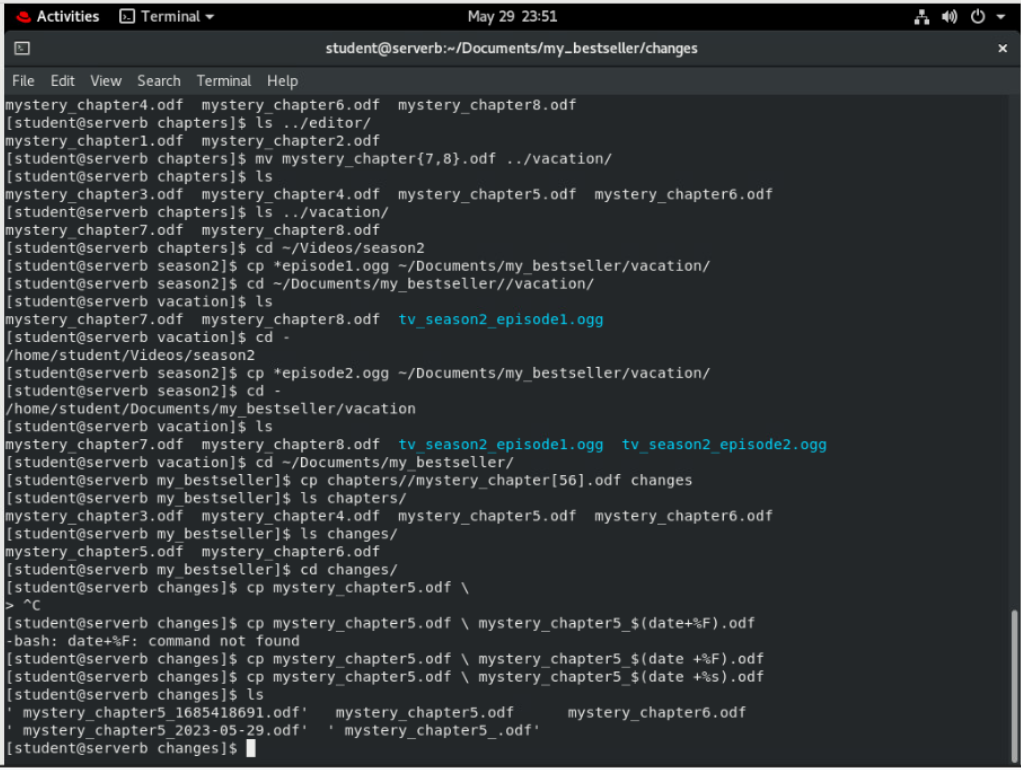 Activities Terminal May 29 23:51
student@serverb:~/Documents/my_bestseller/changes ×
File Edit View Search Terminal Help
mystery_chapter4.odf  mystery_chapter6.odf  mystery_chapter8.odf
[student@serverb chapters]$ ls ../editor/
mystery_chapter1.odf  mystery_chapter2.odf
[student@serverb chapters]$ mv mystery_chapter{7,8}.odf ../vacation/
[student@serverb chapters]$ ls
mystery_chapter3.odf  mystery_chapter4.odf  mystery_chapter5.odf  mystery_chapter6.odf
[student@serverb chapters]$ ls ../vacation/
mystery_chapter7.odf  mystery_chapter8.odf
[student@serverb chapters]$ cd ~/Videos/season2
[student@serverb season2]$ cp *episode1.ogg ~/Documents/my_bestseller/vacation/
[student@serverb season2]$ cd ~/Documents/my_bestseller//vacation/
[student@serverb vacation]$ ls
mystery_chapter7.odf  mystery_chapter8.odf  tv_season2_episode1.ogg
[student@serverb vacation]$ cd -
/home/student/Videos/season2
[student@serverb season2]$ cp *episode2.ogg ~/Documents/my_bestseller/vacation/
[student@serverb season2]$ cd -
/home/student/Documents/my_bestseller/vacation
[student@serverb vacation]$ ls
mystery_chapter7.odf  mystery_chapter8.odf  tv_season2_episode1.ogg  tv_season2_episode2.ogg
[student@serverb vacation]$ cd ~/Documents/my_bestseller/
[student@serverb my_bestseller]$ cp chapters//mystery_chapter[56].odf changes
[student@serverb my_bestseller]$ ls chapters/
mystery_chapter3.odf  mystery_chapter4.odf  mystery_chapter5.odf  mystery_chapter6.odf
[student@serverb my_bestseller]$ ls changes/
mystery_chapter5.odf  mystery_chapter6.odf
[student@serverb my_bestseller]$ cd changes/
[student@serverb changes]$ cp mystery_chapter5.odf \
> ^C
[student@serverb changes]$ cp mystery_chapter5.odf \ mystery_chapter5_$(date+%F).odf
-bash: date+%F: command not found
[student@serverb changes]$ cp mystery_chapter5.odf \ mystery_chapter5_$(date +%F).odf
[student@serverb changes]$ cp mystery_chapter5.odf \ mystery_chapter5_$(date +%s).odf
[student@serverb changes]$ ls
' mystery_chapter5_1685418691.odf'   mystery_chapter5.odf      mystery_chapter6.odf
' mystery_chapter5_2023-05-29.odf'  ' mystery_chapter5_.odf'
[student@serverb changes]$